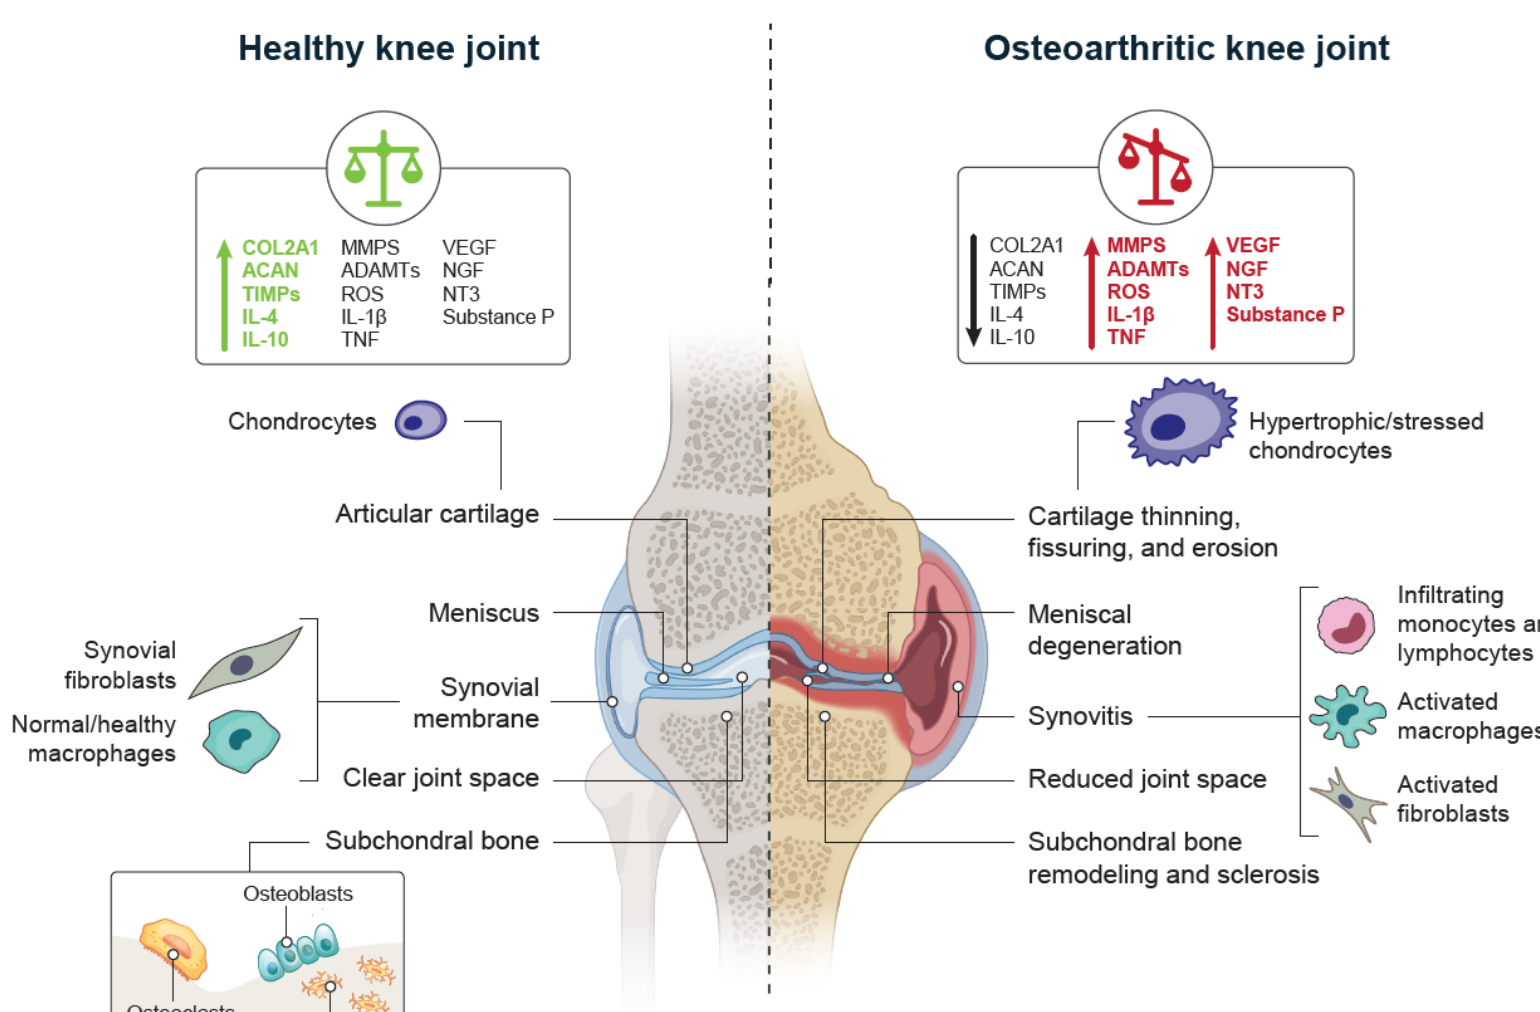 Healthy knee joint
COL2A1
ACAN
TIMPs
IL-4
IL-10
MMPS
ADAMTs
ROS
IL-1β
TNF
VEGF
NGF
NT3
Substance P
Chondrocytes
Articular cartilage
Meniscus
Synovial
fibroblasts
Normal/healthy
macrophages
Synovial
membrane
Clear joint space
Subchondral bone
Osteoblasts
Osteoclasts
Osteoarthritic knee joint
COL2A1
ACAN
TIMPs
IL-4
IL-10
MMPS
ADAMTs
ROS
IL-1β
TNF
VEGF
NGF
NT3
Substance P
Hypertrophic/stressed
chondrocytes
Cartilage thinning,
fissuring, and erosion
Meniscal
degeneration
Synovitis
Infiltrating
monocytes
lymphocytes
Activated
macrophages
Activated
fibroblasts
Reduced joint space
Subchondral bone
remodeling and sclerosis